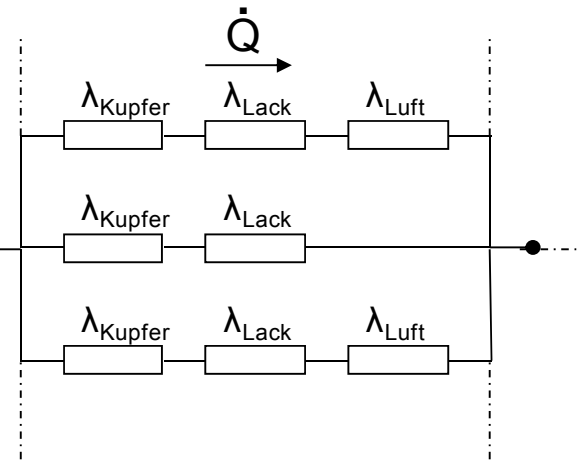 Q̇
λKupfer λLack λLuft
λKupfer λLack
λKupfer λLack λLuft